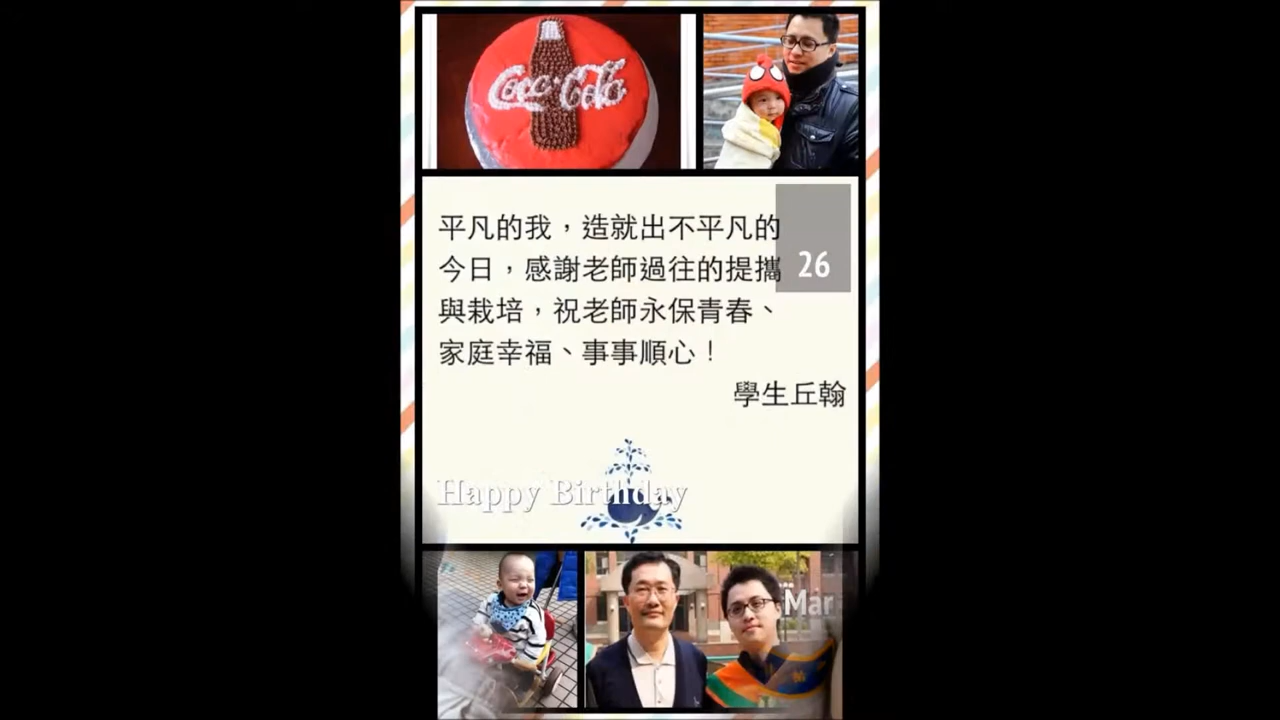 Coca-Cola
平凡的我，造就出不平凡的
今日，感謝老師過往的提攜
與栽培，祝老師永保青春、
家庭幸福、事事順心！
學生丘翰
26
Happy Birthday
Mar